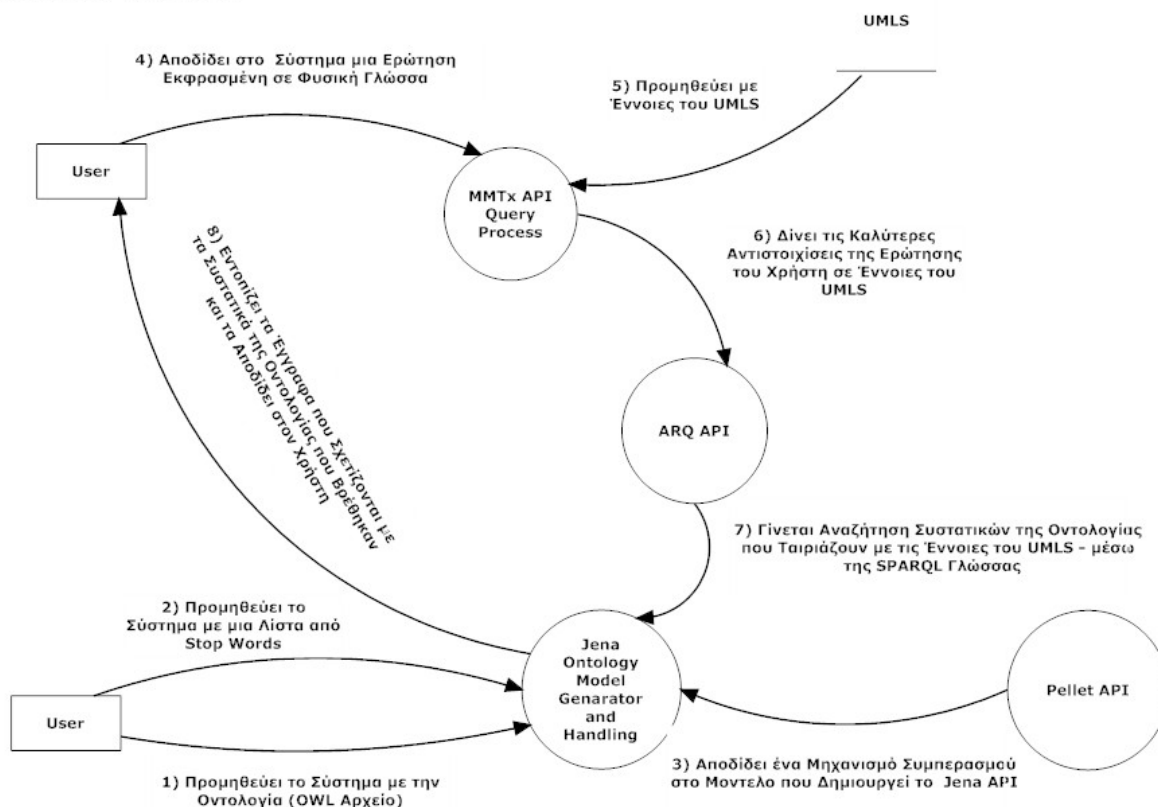 UMLS
4) Αποδίδει στο Σύστημα μια Ερώτηση
Εκφρασμένη σε Φυσική Γλώσσα
5) Προμηθεύει με
Έννοιες του UMLS
User
MMTx API
Query
Process
6) Δίνει τις Καλύτερες
Αντιστοιχίσεις της Ερώτησης
του Χρήστη σε Έννοιες του
UMLS
8) Εντοπίζει τα Έγγραφα που Σχετίζονται με
τα Συστατικά της Οντολογίας που Βρέθηκαν
και τα Αποδίδει στον Χρήστη
ARQ API
7) Γίνεται Αναζήτηση Συστατικών της Οντολογίας
που Ταιριάζουν με τις Έννοιες του UMLS - μέσω
της SPARQL Γλώσσας
2) Προμηθεύει το
Σύστημα με μια Λίστα από
Stop Words
User
Jena
Ontology
Model
Genarator
and
Handling
Pellet API
1) Προμηθεύει το Σύστημα με την
Οντολογία (OWL Αρχείο)
3) Αποδίδει ένα Μηχανισμό Συμπερασμού
στο Μοντελο που Δημιουργεί το Jena API